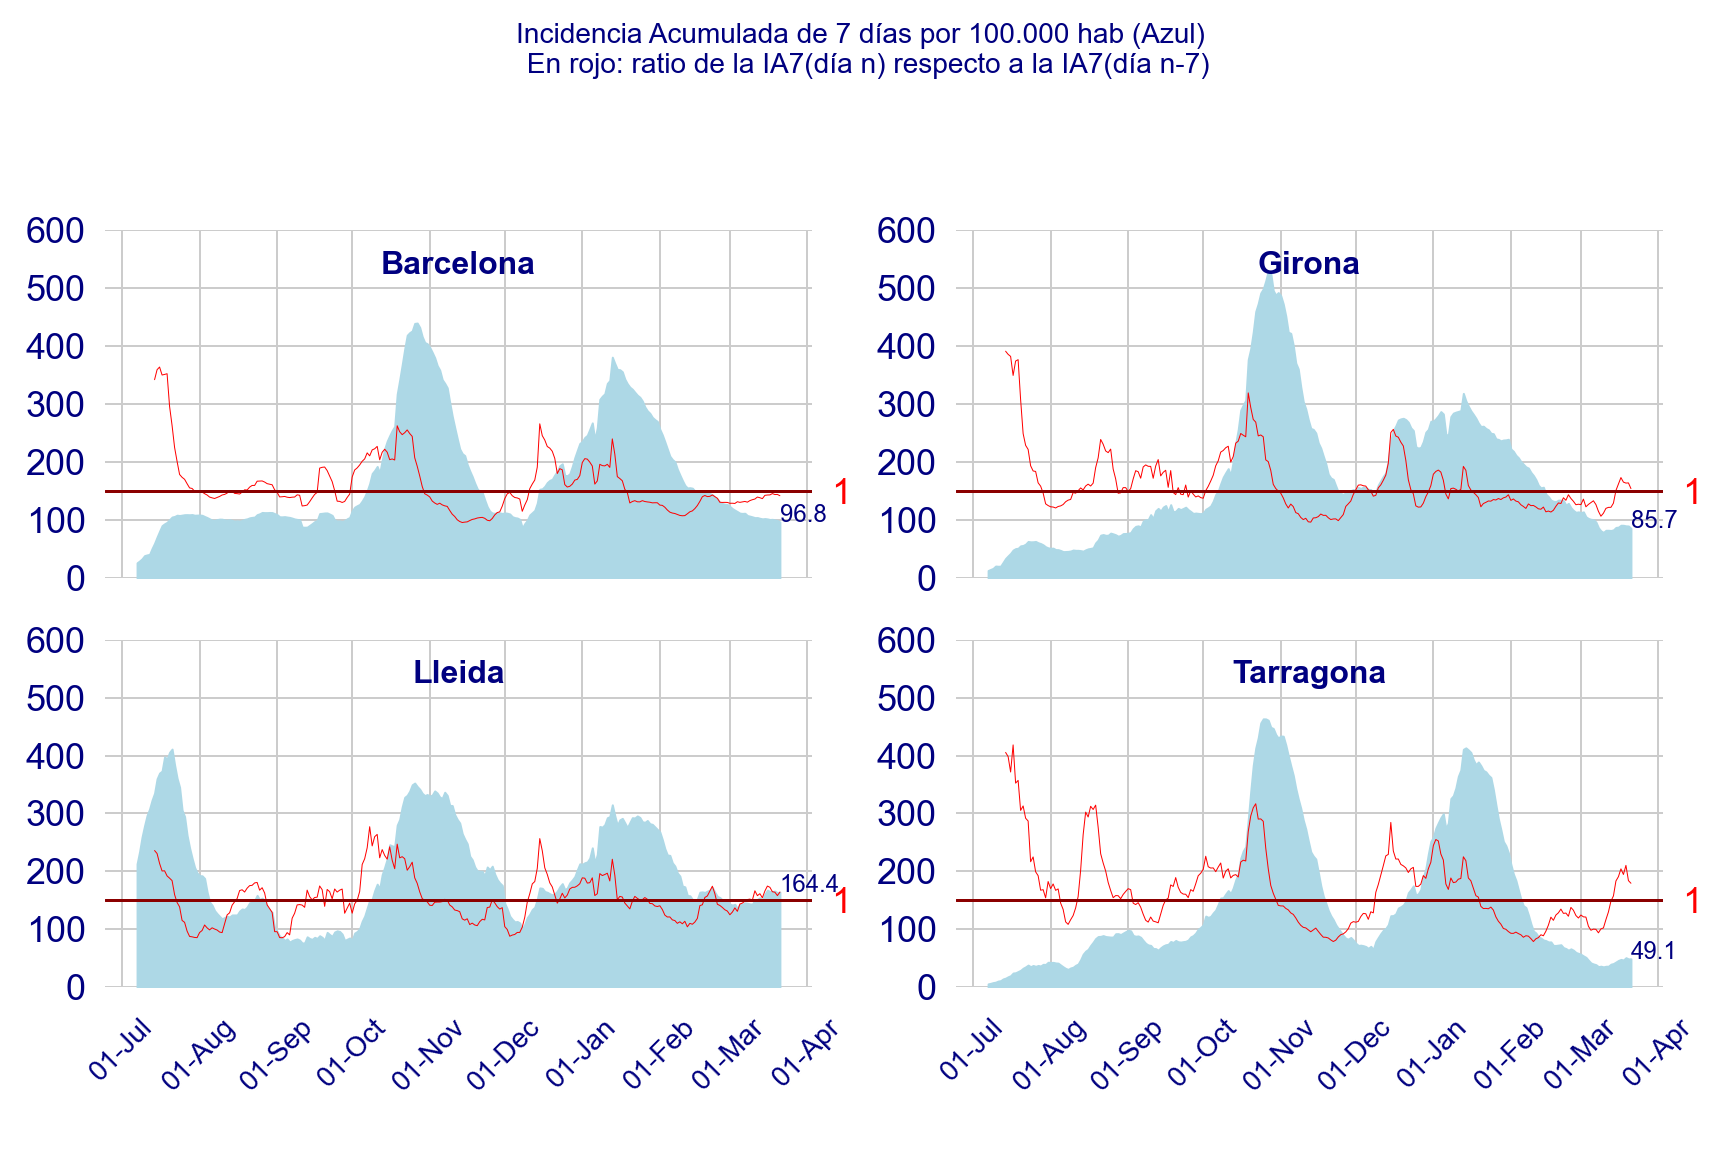 Incidencia Acumulada de 7 días por 100.000 hab (Azul)
En rojo: ratio de la IA7(día n) respecto a la IA7(día n-7)
Barcelona
600
500
400
300
200
100
0
1
96.8
Girona
600
500
400
300
200
100
0
1
85.7
Lleida
600
500
400
300
200
100
0
164.4
1
01-Jul
01-Aug
01-Sep
01-Oct
01-Nov
01-Dec
01-Jan
01-Feb
01-Mar
01-Apr
Tarragona
600
500
400
300
200
100
0
1
49.1
01-Jul
01-Aug
01-Sep
01-Oct
01-Nov
01-Dec
01-Jan
01-Feb
01-Mar
01-Apr